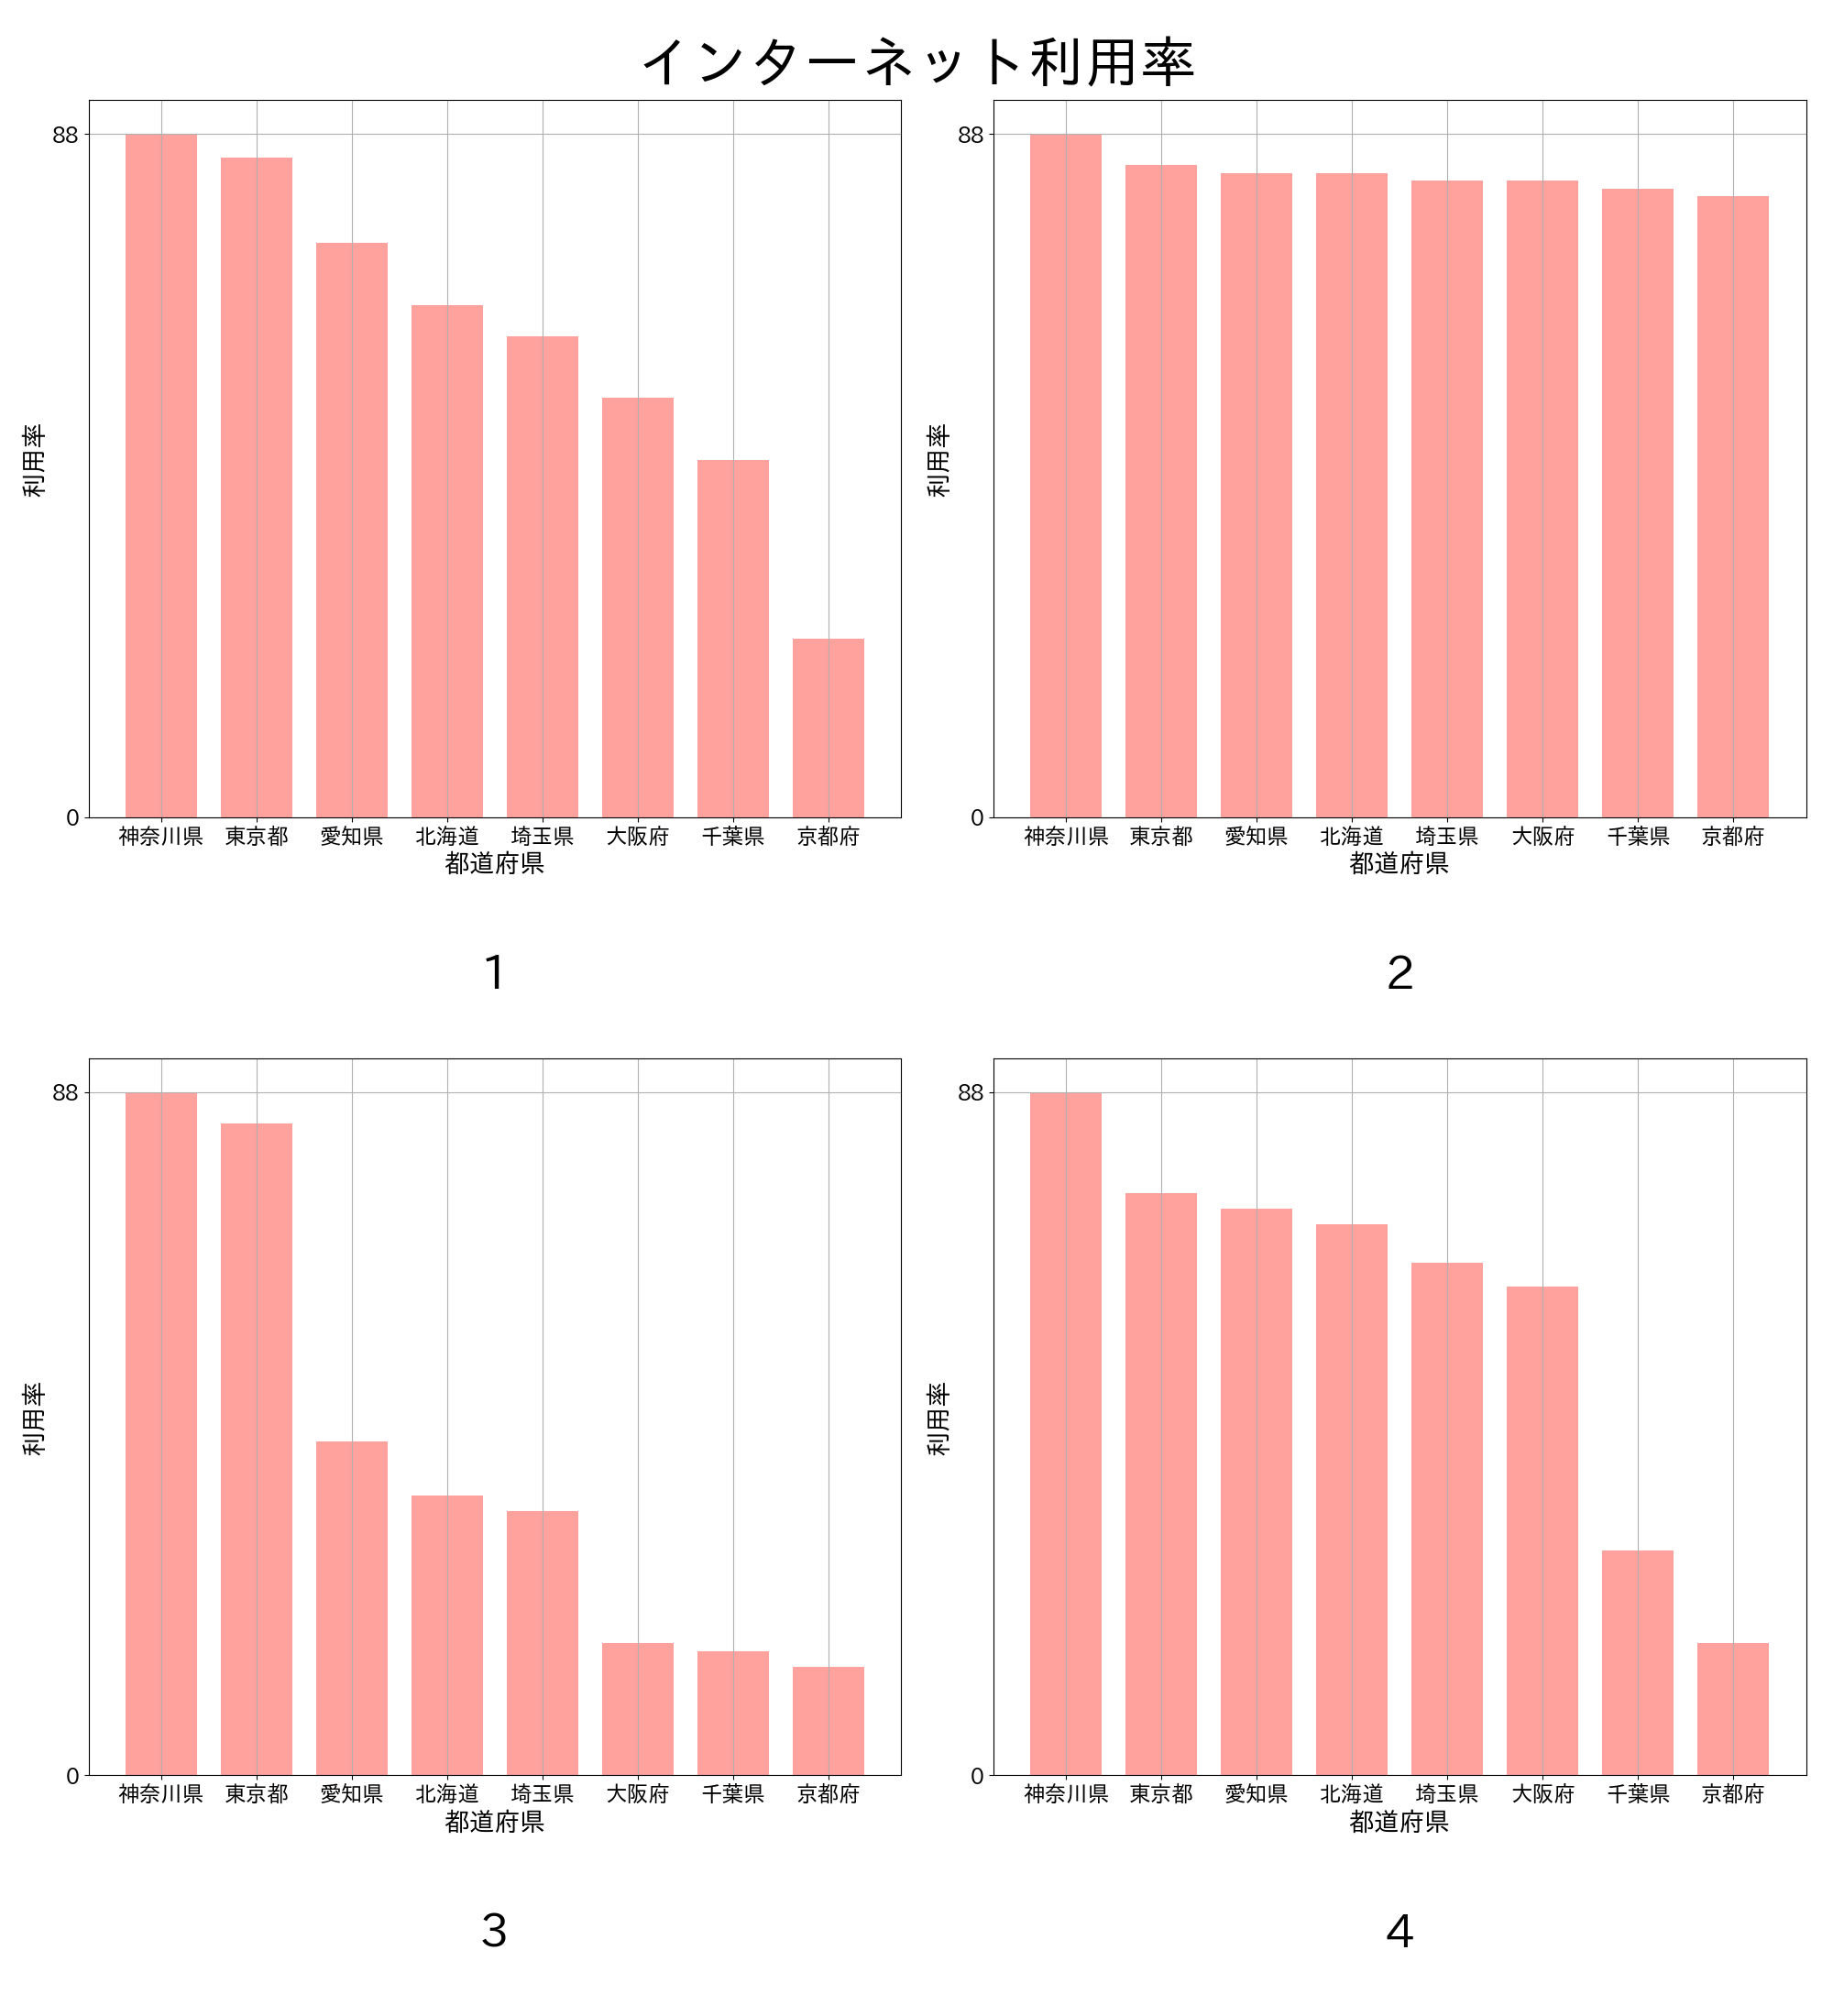 インターネット利用率
88
0
利用率
神奈川県 東京都 愛知県 北海道 埼玉県 大阪府 千葉県 京都府
都道府県
1
88
0
利用率
神奈川県 東京都 愛知県 北海道 埼玉県 大阪府 千葉県 京都府
都道府県
2
88
0
利用率
神奈川県 東京都 愛知県 北海道 埼玉県 大阪府 千葉県 京都府
都道府県
3
88
0
利用率
神奈川県 東京都 愛知県 北海道 埼玉県 大阪府 千葉県 京都府
都道府県
4